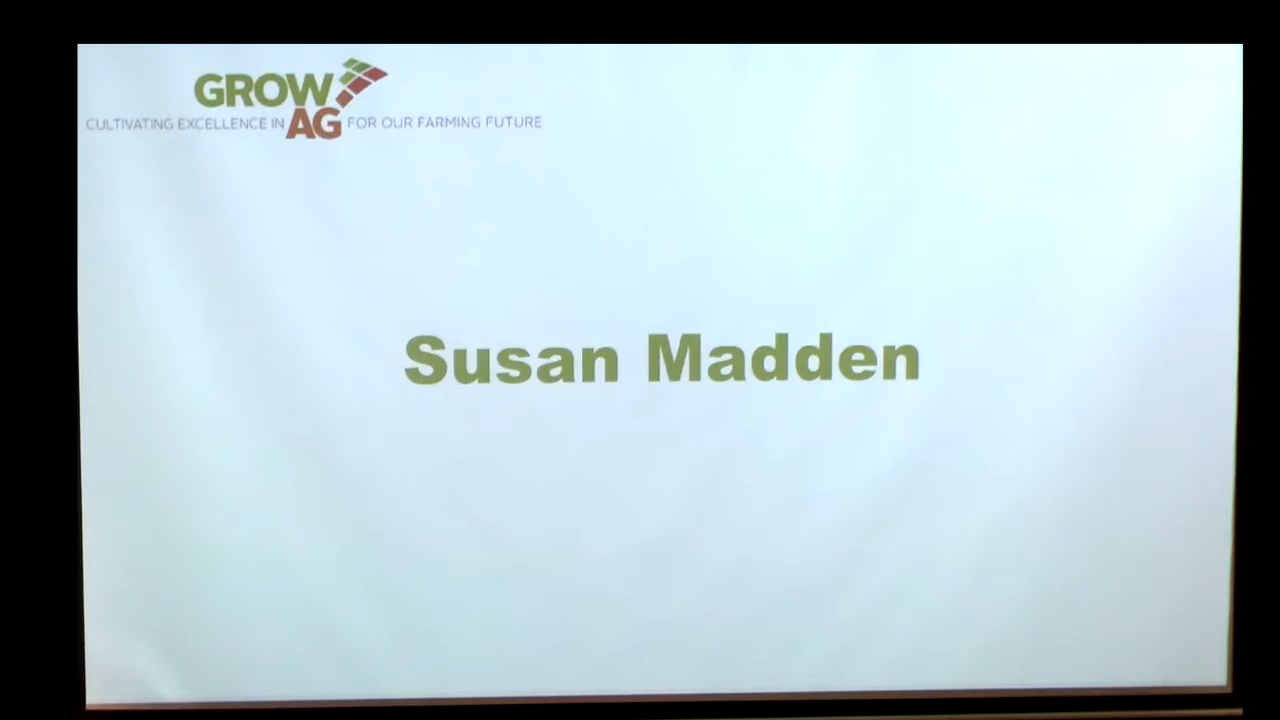 GROW
CULTIVATING EXCELLENCE IN AG FOR OUR FARMING FUTURE
Susan Madden